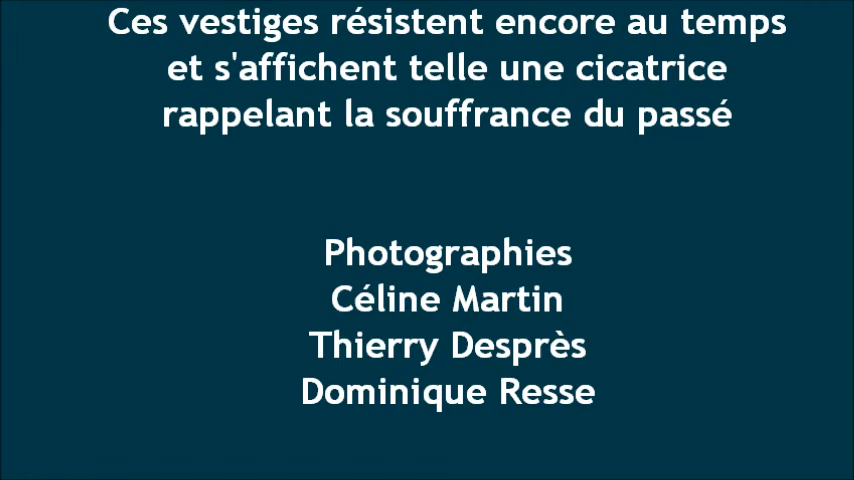 Ces vestiges résistent encore au temps
et s'affichent telle une cicatrice
rappelant la souffrance du passé
Photographies
Céline Martin
Thierry Desprès
Dominique Resse